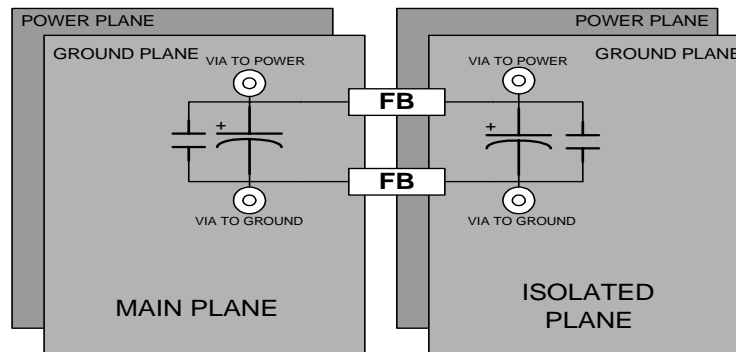 POWER PLANE
GROUND PLANE
VIA TO POWER
+
VIA TO GROUND
MAIN PLANE
FB
FB
POWER PLANE
GROUND PLANE
VIA TO POWER
+
VIA TO GROUND
ISOLATED
PLANE